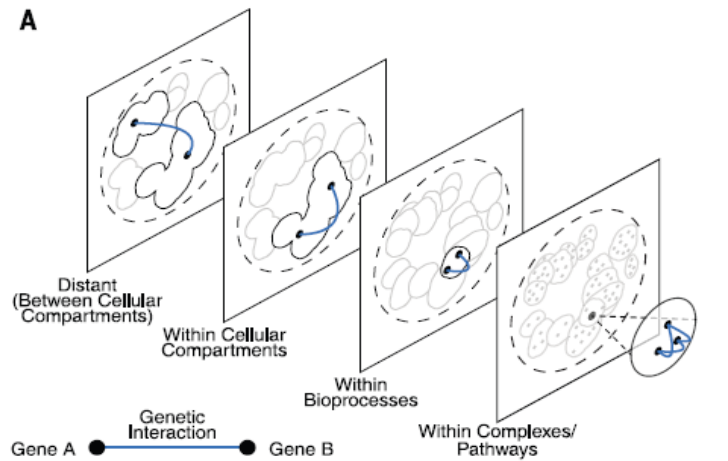 A
Distant
(Between Cellular
Compartments)
Within Cellular
Compartments
Within
Bioprocesses
Within Complexes/
Pathways
Genetic
Interaction
Gene A
Gene B